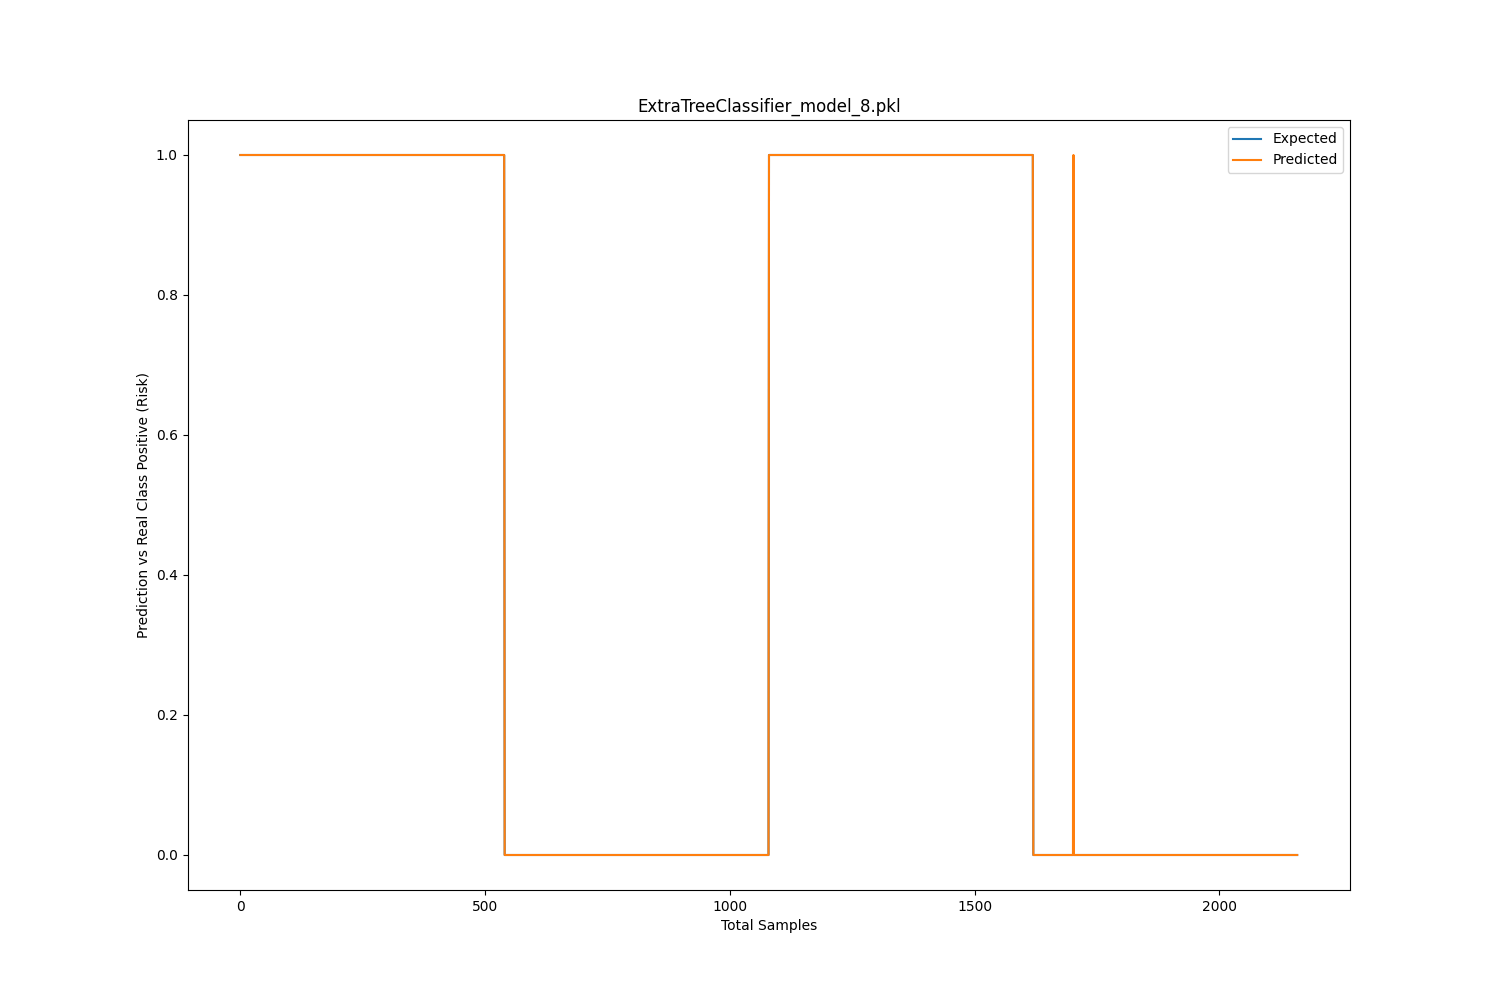 ExtraTreeClassifier_model_8.pkl
Expected
Predicted
1.0
0.8
0.6
0.4
0.2
0.0
Prediction vs Real Class Positive (Risk)
0 500 1000 1500 2000
Total Samples